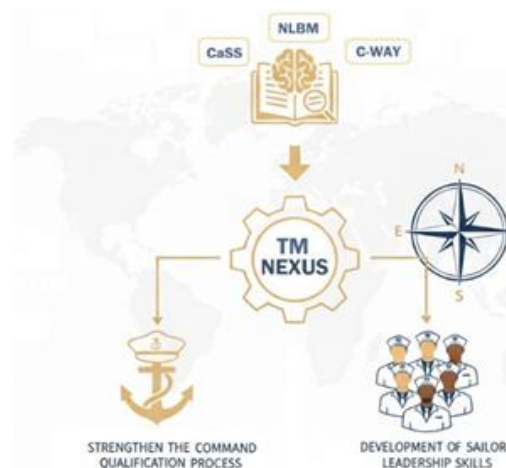 NLBM
CaSS
C-WAY
TM
NEXUS
N
E
S
STRENGTHEN THE COMMAND
QUALIFICATION PROCESS
DEVELOPMENT OF SAILOR
LEADERSHIP SKILLS